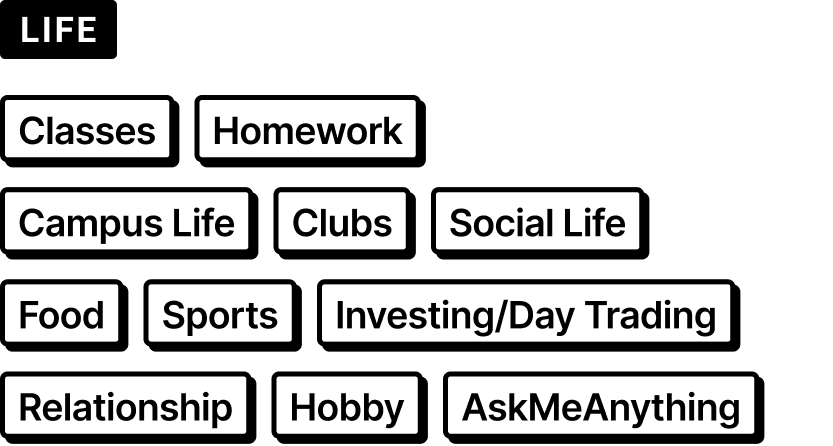 LIFE
Classes Homework
Campus Life Clubs Social Life
Food Sports Investing/Day Trading
Relationship Hobby AskMeAnything